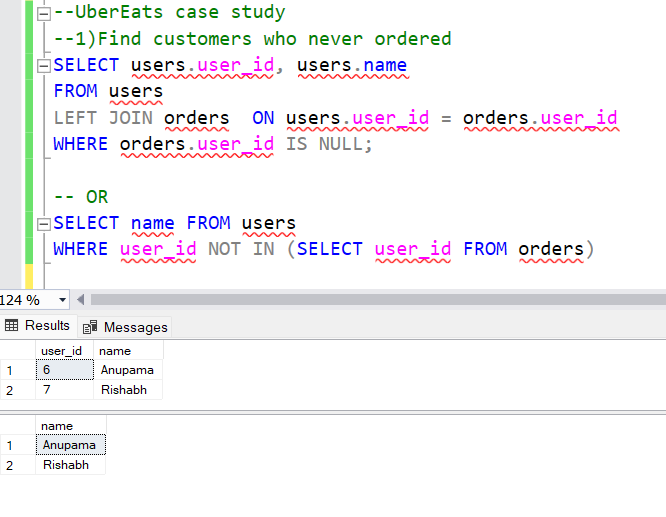 --UberEats case study
--1)Find customers who never ordered
SELECT users.user_id, users.name
FROM users
LEFT JOIN orders  ON users.user_id = orders.user_id
WHERE orders.user_id IS NULL;
-- OR
SELECT name FROM users
WHERE user_id NOT IN (SELECT user_id FROM orders)
124 %
Results Messages
user_id name
1 6 Anupama
2 7 Rishabh
name
1 Anupama
2 Rishabh